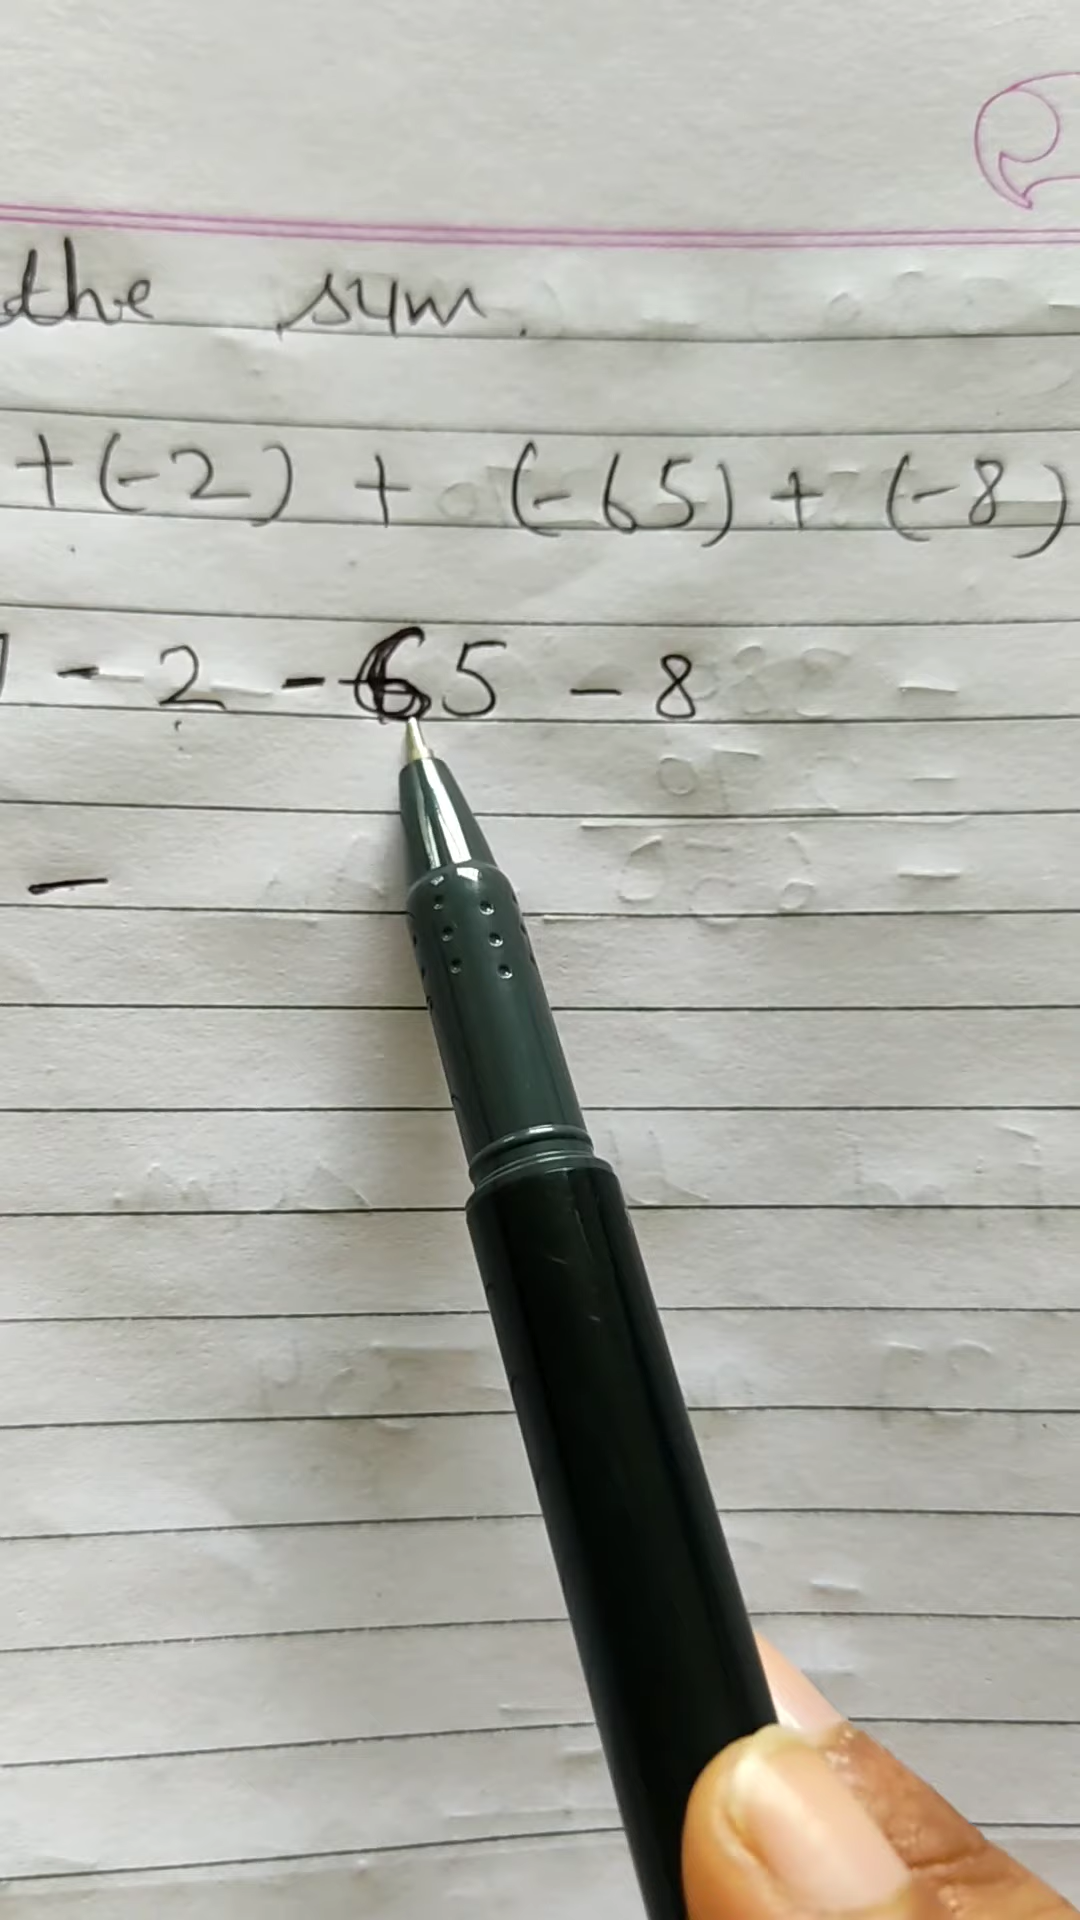 the sum.
+(-2) + (-65) + (-8)
- 2 - 65 - 8
-